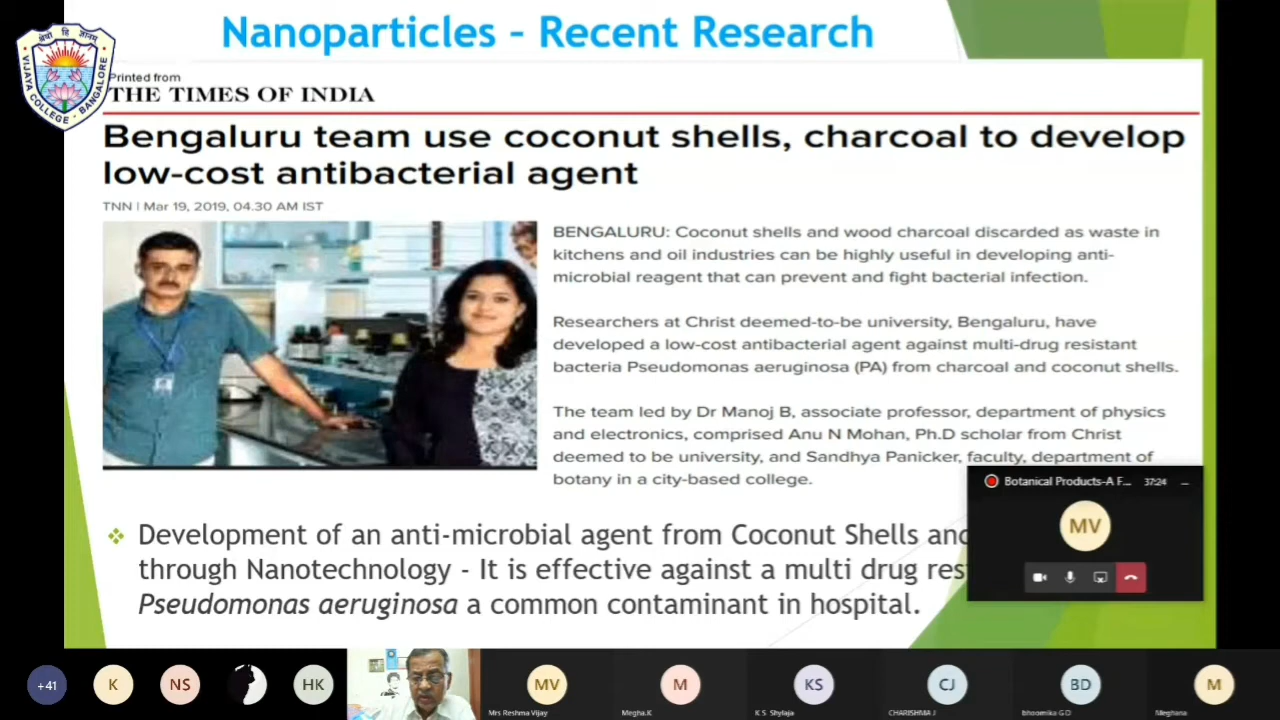 Nanoparticles – Recent Research
श्रेयो हि ज्ञानम्
VIJAYA COLLEGE - BANGALORE
Printed from
THE TIMES OF INDIA
Bengaluru team use coconut shells, charcoal to develop
low-cost antibacterial agent
TNN | Mar 19, 2019, 04.30 AM IST
BENGALURU: Coconut shells and wood charcoal discarded as waste in
kitchens and oil industries can be highly useful in developing anti-
microbial reagent that can prevent and fight bacterial infection.
Researchers at Christ deemed-to-be university, Bengaluru, have
developed a low-cost antibacterial agent against multi-drug resistant
bacteria Pseudomonas aeruginosa (PA) from charcoal and coconut shells.
The team led by Dr Manoj B, associate professor, department of physics
and electronics, comprised Anu N Mohan, Ph.D scholar from Christ
deemed to be university, and Sandhya Panicker, faculty, department of
botany in a city-based college.
Botanical Products-A F... 37:24
MV
Development of an anti-microbial agent from Coconut Shells and
through Nanotechnology - It is effective against a multi drug res
Pseudomonas aeruginosa a common contaminant in hospital.
+41 K NS HK MV M KS CJ BD M
Mrs Reshma Vijay Megha.K K S Shylaja CHARISHMA J bhoomika G D Meghana